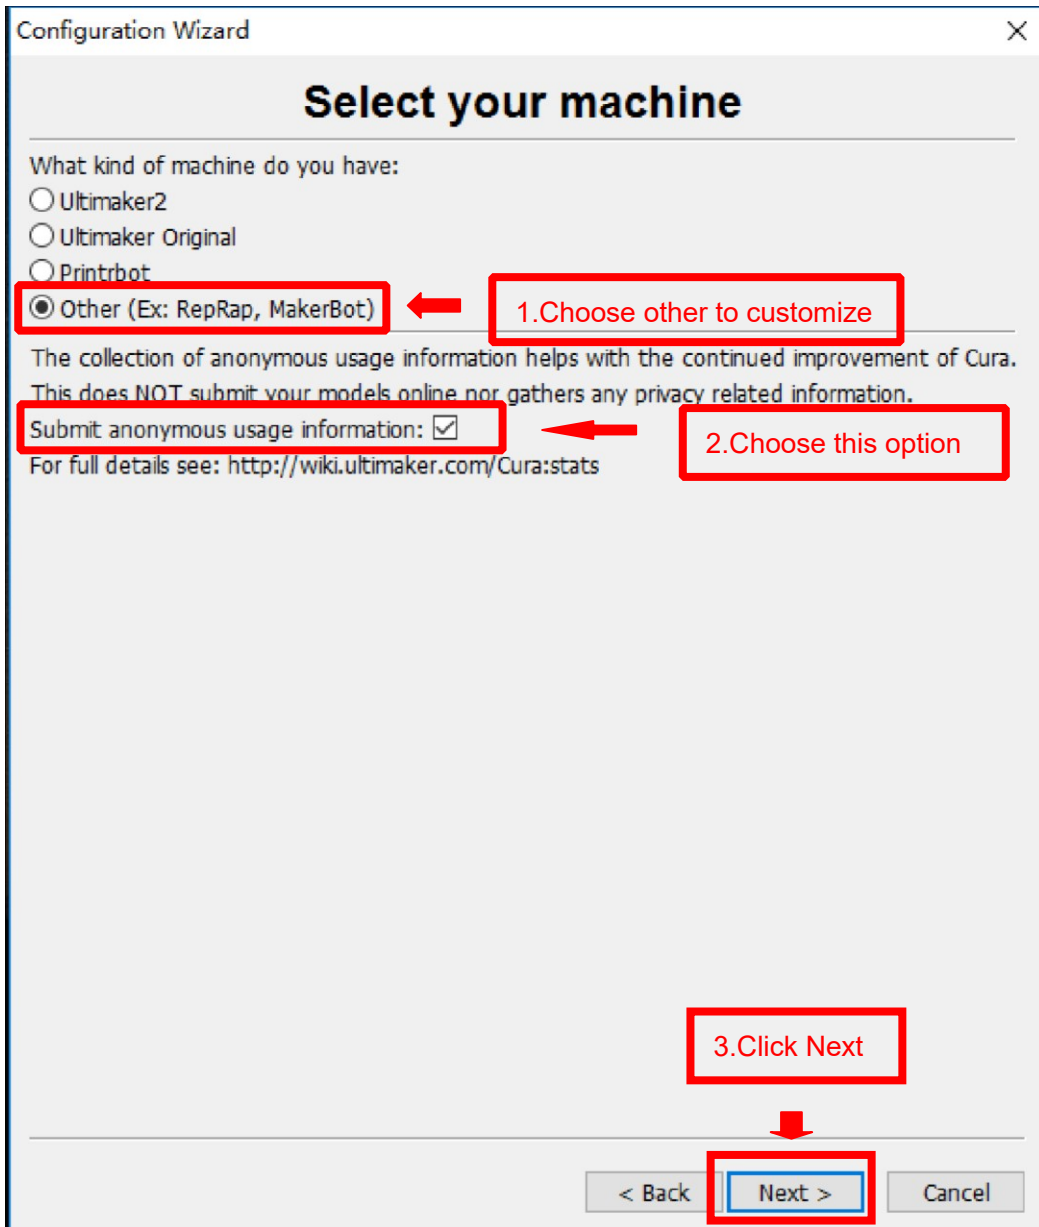 Configuration Wizard
Select your machine
What kind of machine do you have:
Ultimaker2
Ultimaker Original
Printrbot
Other (Ex: RepRap, MakerBot)
1.Choose other to customize
The collection of anonymous usage information helps with the continued improvement of Cura.
This does NOT submit your models online nor gathers any privacy related information.
Submit anonymous usage information:
2.Choose this option
For full details see: http://wiki.ultimaker.com/Cura:stats
3.Click Next
< Back
Next >
Cancel